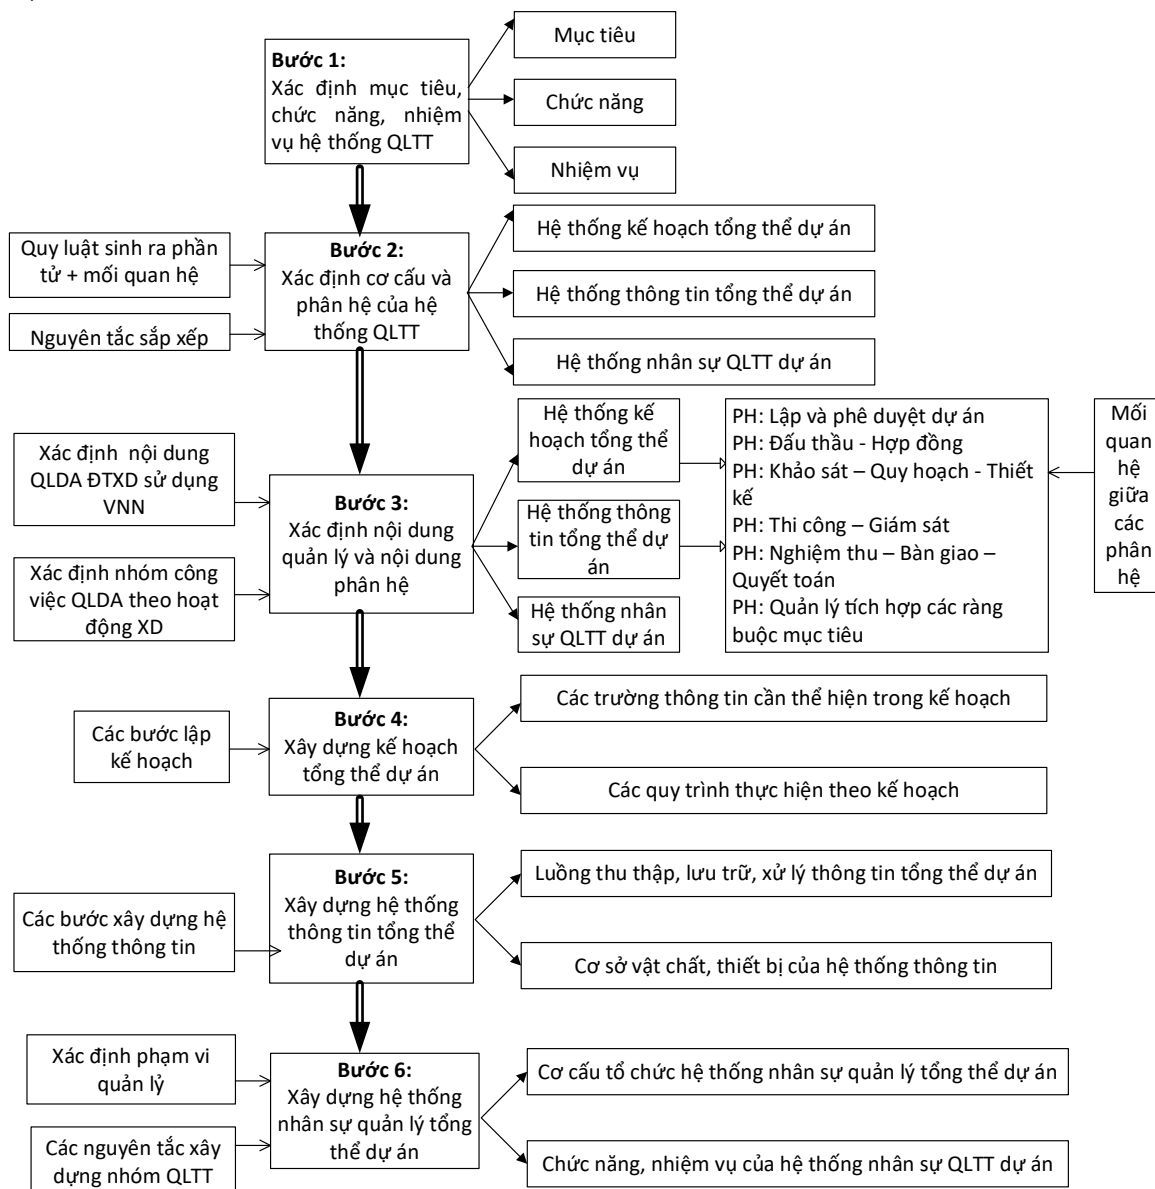 Bước 1:
Xác định mục tiêu,
chức năng, nhiệm
vụ hệ thống QLTT
Mục tiêu
Chức năng
Nhiệm vụ
Quy luật sinh ra phần
tử + mối quan hệ
Nguyên tắc sắp xếp
Bước 2:
Xác định cơ cấu và
phân hệ của hệ
thống QLTT
Hệ thống kế hoạch tổng thể dự án
Hệ thống thông tin tổng thể dự án
Hệ thống nhân sự QLTT dự án
Xác định nội dung
QLDA ĐTXD sử dụng
VNN
Xác định nhóm công
việc QLDA theo hoạt
động XD
Bước 3:
Xác định nội dung
quản lý và nội dung
phân hệ
Hệ thống kế
hoạch tổng thể
dự án
Hệ thống thông
tin tổng thể dự
án
Hệ thống nhân
sự QLTT dự án
PH: Lập và phê duyệt dự án
PH: Đấu thầu - Hợp đồng
PH: Khảo sát – Quy hoạch - Thiết
kế
PH: Thi công – Giám sát
PH: Nghiệm thu – Bàn giao –
Quyết toán
PH: Quản lý tích hợp các ràng
buộc mục tiêu
Mối
quan
hệ
giữa
các
phân
hệ
Các bước lập
kế hoạch
Bước 4:
Xây dựng kế hoạch
tổng thể dự án
Các trường thông tin cần thể hiện trong kế hoạch
Các quy trình thực hiện theo kế hoạch
Các bước xây dựng hệ
thống thông tin
Bước 5:
Xây dựng hệ thống
thông tin tổng thể
dự án
Luồng thu thập, lưu trữ, xử lý thông tin tổng thể dự án
Cơ sở vật chất, thiết bị của hệ thống thông tin
Xác định phạm vi
quản lý
Các nguyên tắc xây
dựng nhóm QLTT
Bước 6:
Xây dựng hệ thống
nhân sự quản lý tổng
thể dự án
Cơ cấu tổ chức hệ thống nhân sự quản lý tổng thể dự án
Chức năng, nhiệm vụ của hệ thống nhân sự QLTT dự án